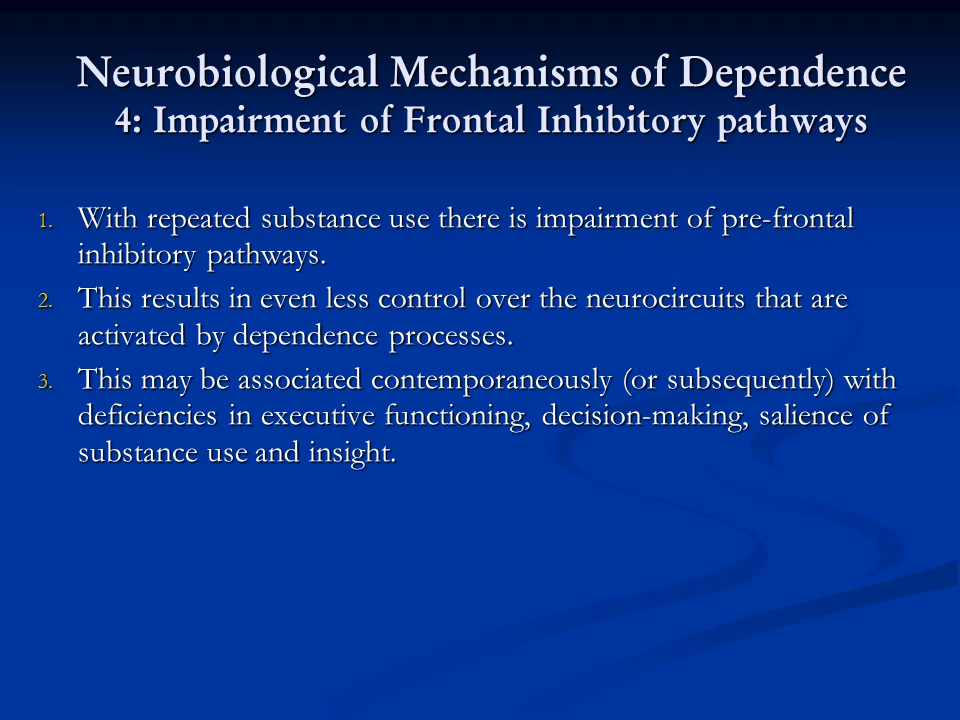 Neurobiological Mechanisms of Dependence
4: Impairment of Frontal Inhibitory pathways
1. With repeated substance use there is impairment of pre-frontal
inhibitory pathways.
2. This results in even less control over the neurocircuits that are
activated by dependence processes.
3. This may be associated contemporaneously (or subsequently) with
deficiencies in executive functioning, decision-making, salience of
substance use and insight.